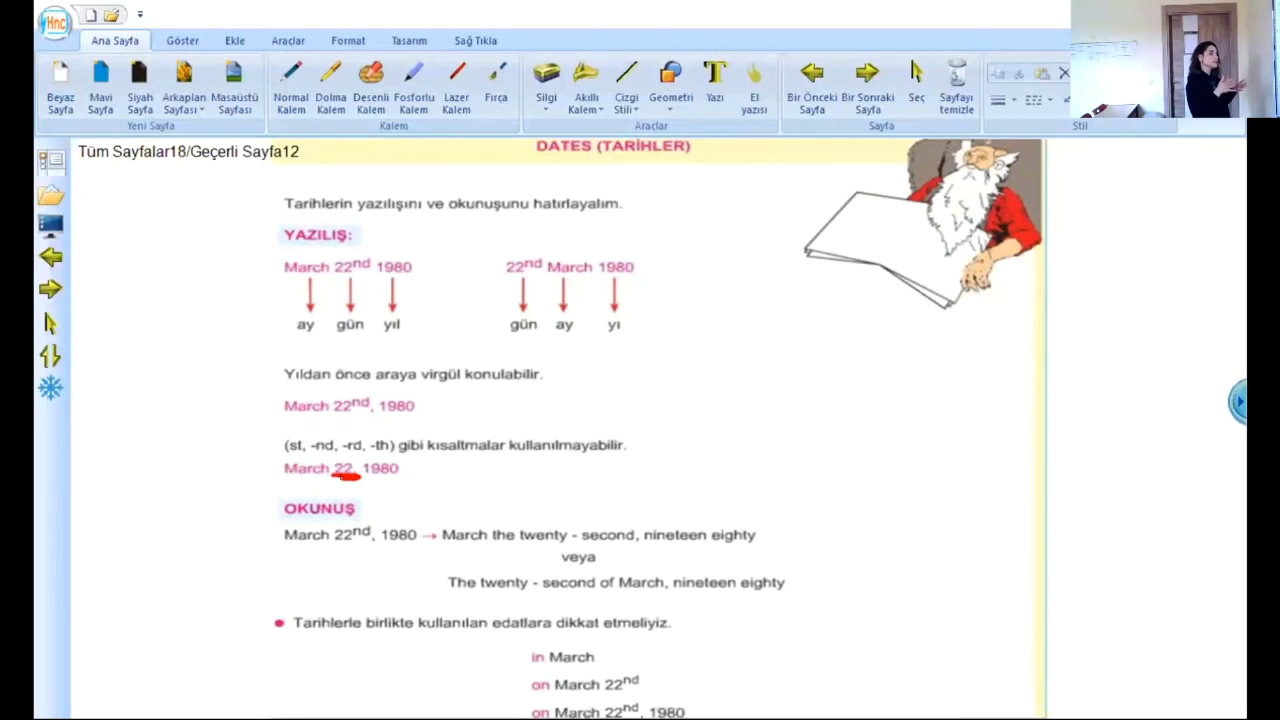 Hnc
Ana Sayfa Göster Ekle Araçlar Format Tasarım Sağ Tıkla
Beyaz Sayfa Mavi Sayfa Siyah Sayfa Arkaplan Sayfası Masaüstü Sayfası Normal Kalem Dolma Kalem Desenli Kalem Fosforlu Kalem Lazer Kalem Fırça Silgi Akıllı Kalem Çizgi Stili Geometri Yazı El yazısı Bir Önceki Sayfa Bir Sonraki Sayfa Seç Sayfayı temizle
Yeni Sayfa Kalem Araçlar Sayfa Stil
Tüm Sayfalar18/Geçerli Sayfa12
DATES (TARİHLER)
Tarihlerin yazılışını ve okunuşunu hatırlayalım.
YAZILIŞ:
March 22nd 1980 22nd March 1980
ay gün yıl gün ay yı
Yıldan önce araya virgül konulabilir.
March 22nd, 1980
(st, -nd, -rd, -th) gibi kısaltmalar kullanılmayabilir.
March 22, 1980
OKUNUŞ
March 22nd, 1980 → March the twenty - second, nineteen eighty
veya
The twenty - second of March, nineteen eighty
• Tarihlerle birlikte kullanılan edatlara dikkat etmeliyiz.
in March
on March 22nd
on March 22nd, 1980